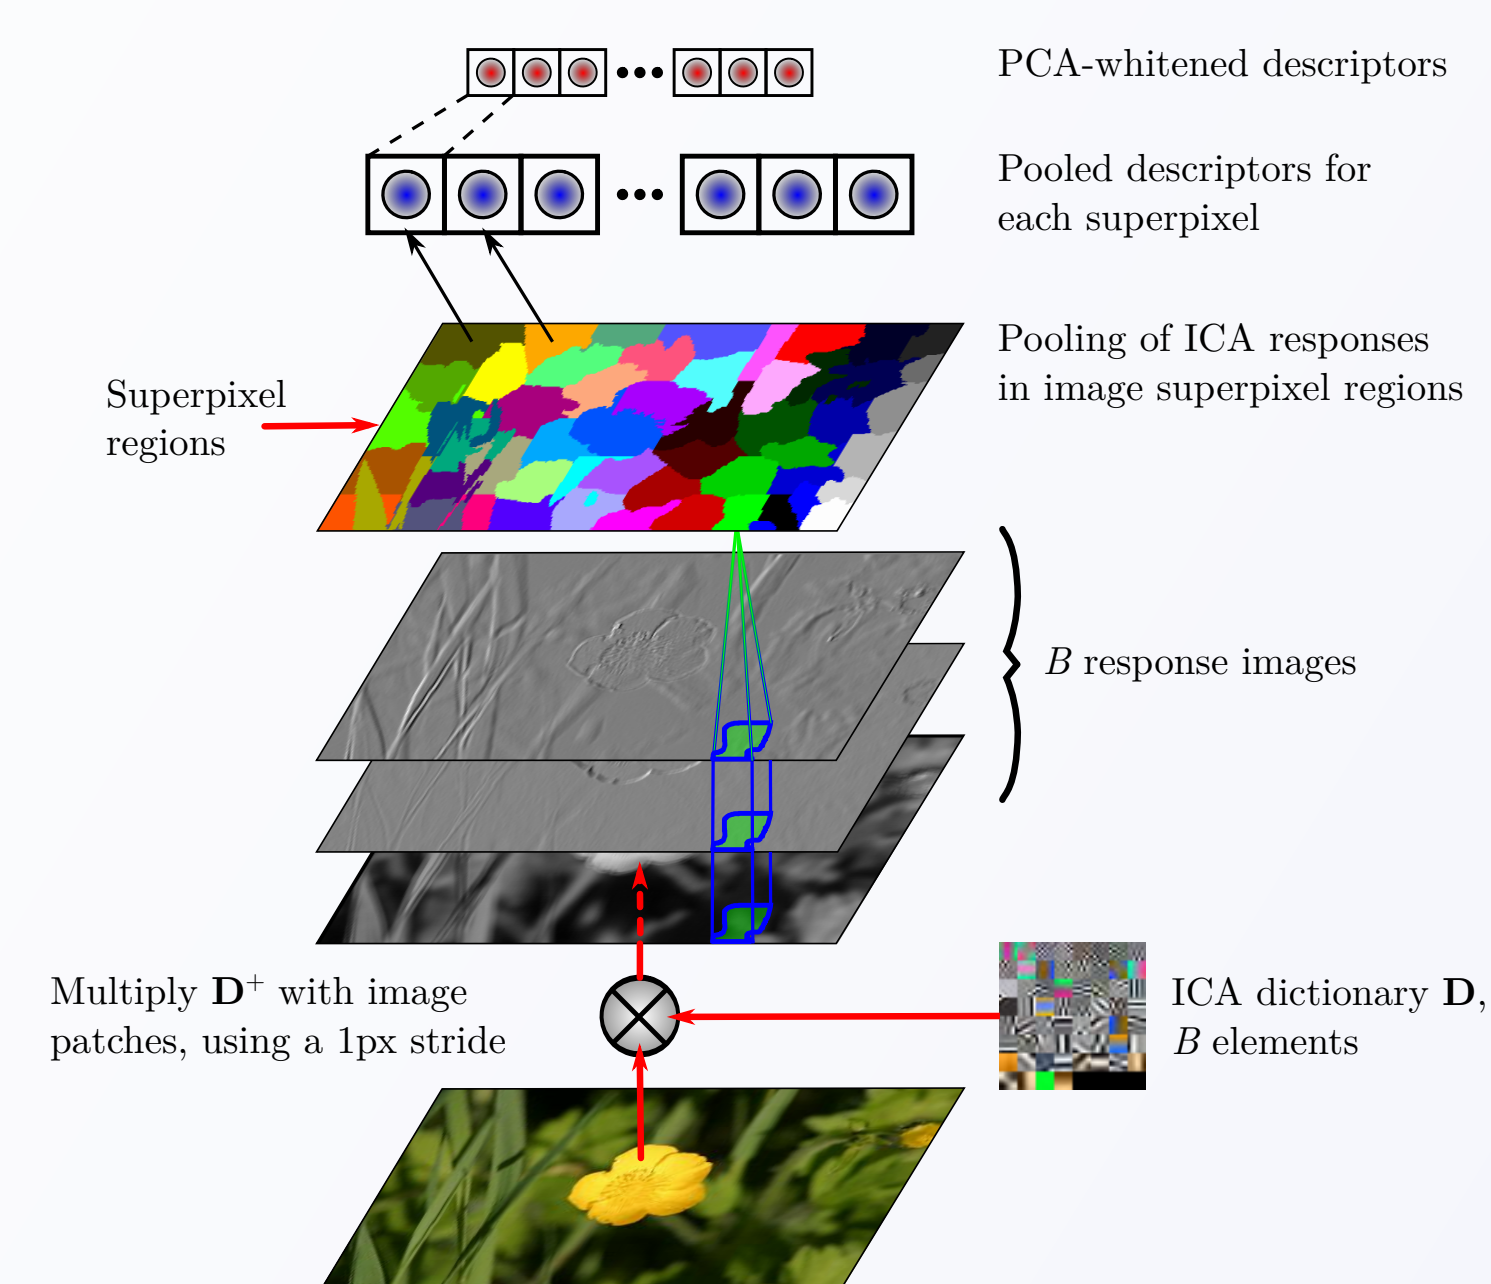 PCA-whitened descriptors
Pooled descriptors for
each superpixel
Pooling of ICA responses
in image superpixel regions
Superpixel
regions
B response images
Multiply D⁺ with image
patches, using a 1px stride
ICA dictionary D,
B elements